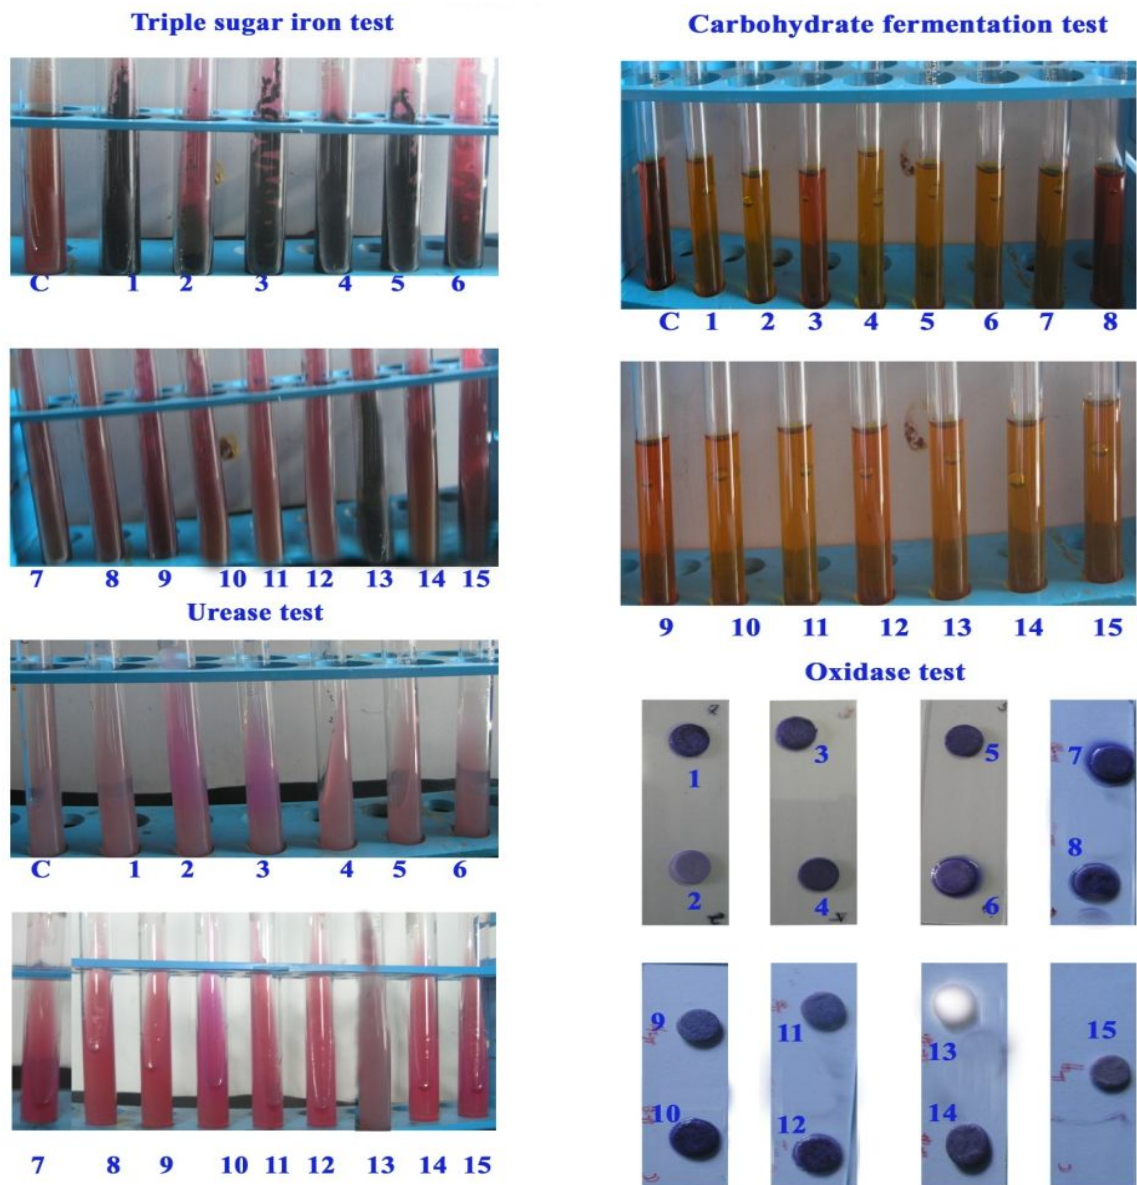 Triple sugar iron test
C 1 2 3 4 5 6
7 8 9 10 11 12 13 14 15
Urease test
C 1 2 3 4 5 6
7 8 9 10 11 12 13 14 15
Carbohydrate fermentation test
C 1 2 3 4 5 6 7 8
9 10 11 12 13 14 15
Oxidase test
1 3 5 7
2 4 6 8
9 11 13 15
10 12 14